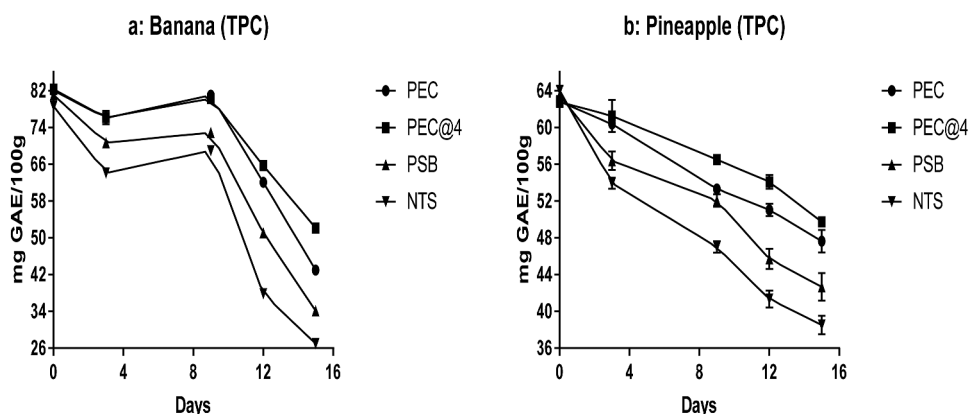 a: Banana (TPC)
mg GAE/100g
82
74
66
58
50
42
34
26
0 4 8 12 16
Days
PEC
PEC@4
PSB
NTS
b: Pineapple (TPC)
mg GAE/100g
64
60
56
52
48
44
40
36
0 4 8 12 16
Days
PEC
PEC@4
PSB
NTS